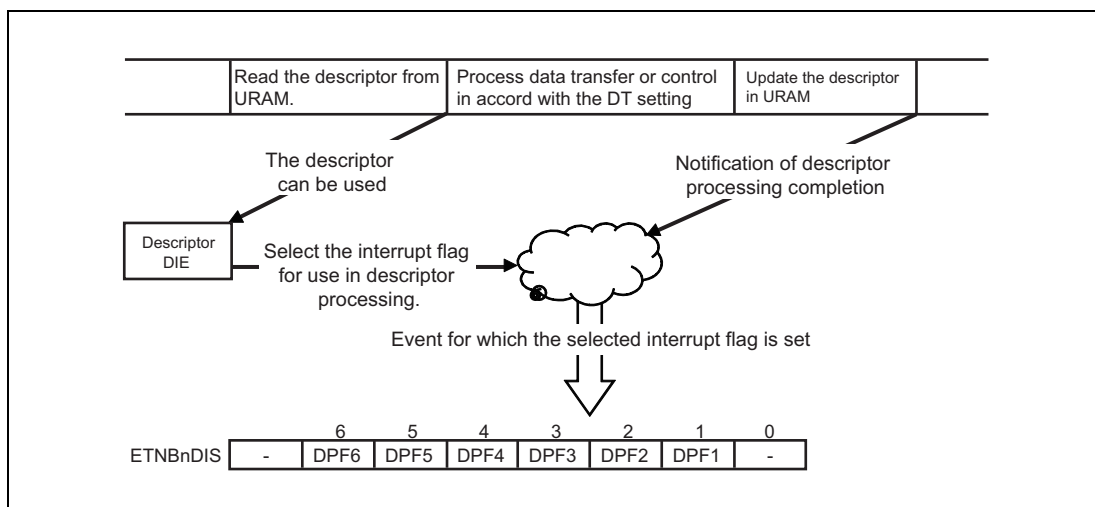 Read the descriptor from
URAM.
Process data transfer or control
in accord with the DT setting
Update the descriptor
in URAM
The descriptor
can be used
Notification of descriptor
processing completion
Descriptor
DIE
Select the interrupt flag
for use in descriptor
processing.
Event for which the selected interrupt flag is set
6 5 4 3 2 1 0
ETNBnDIS - DPF6 DPF5 DPF4 DPF3 DPF2 DPF1 -